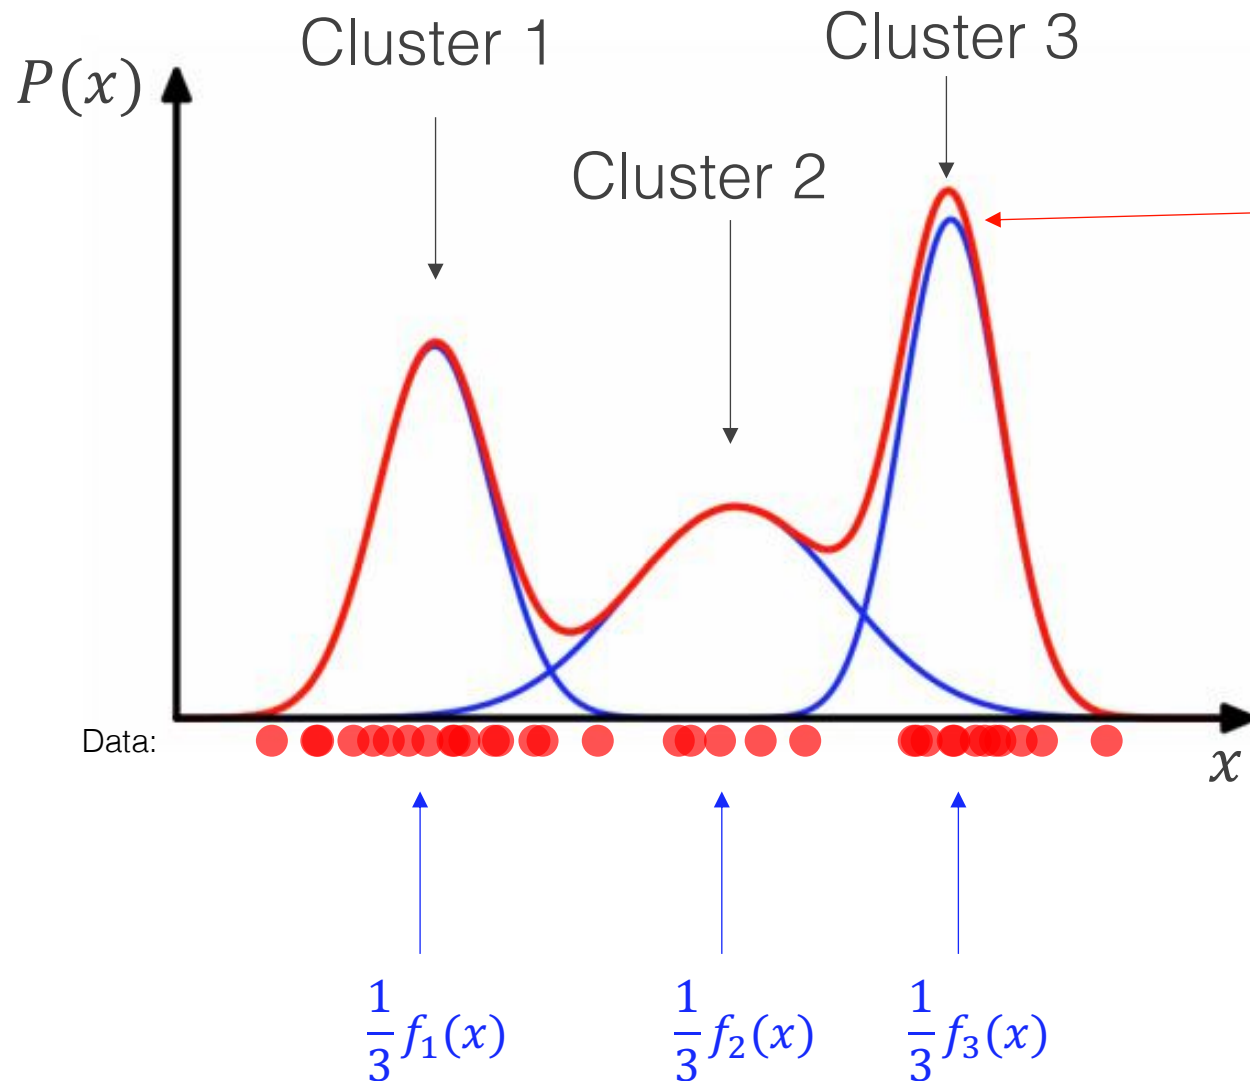 Cluster 1
Cluster 3
P(x)
Cluster 2
Data:
x
1/3 f₁(x)
1/3 f₂(x)
1/3 f₃(x)